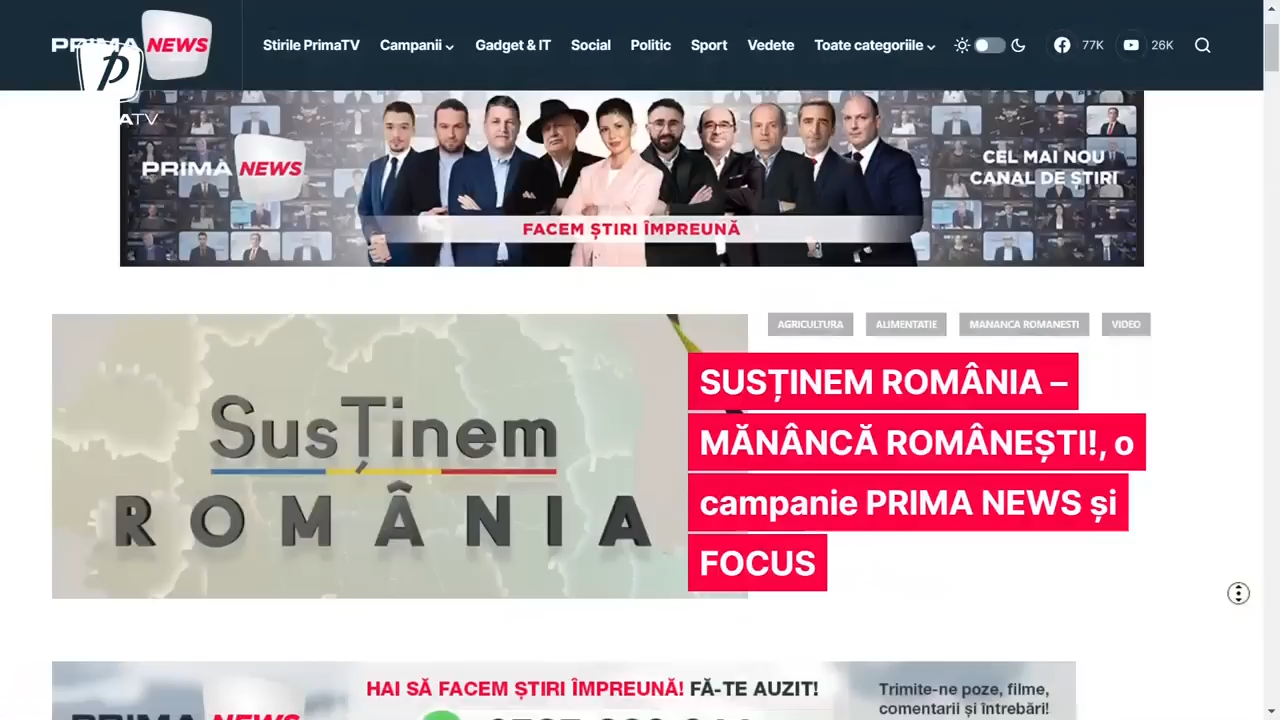 PRIMA NEWS
Stirile PrimaTV Campanii Gadget & IT Social Politic Sport Vedete Toate categoriile 77K 26K
TV
PRIMA NEWS
CEL MAI NOU
CANAL DE ȘTIRI
FACEM ȘTIRI ÎMPREUNĂ
AGRICULTURA ALIMENTATIE MANANCA ROMANESTI VIDEO
SusȚinem
ROMÂNIA
SUSȚINEM ROMÂNIA –
MĂNÂNCĂ ROMÂNEȘTI!, o
campanie PRIMA NEWS și
FOCUS
HAI SĂ FACEM ȘTIRI ÎMPREUNĂ! FĂ-TE AUZIT!
Trimite-ne poze, filme,
comentarii și întrebări!
PRIMA NEWS